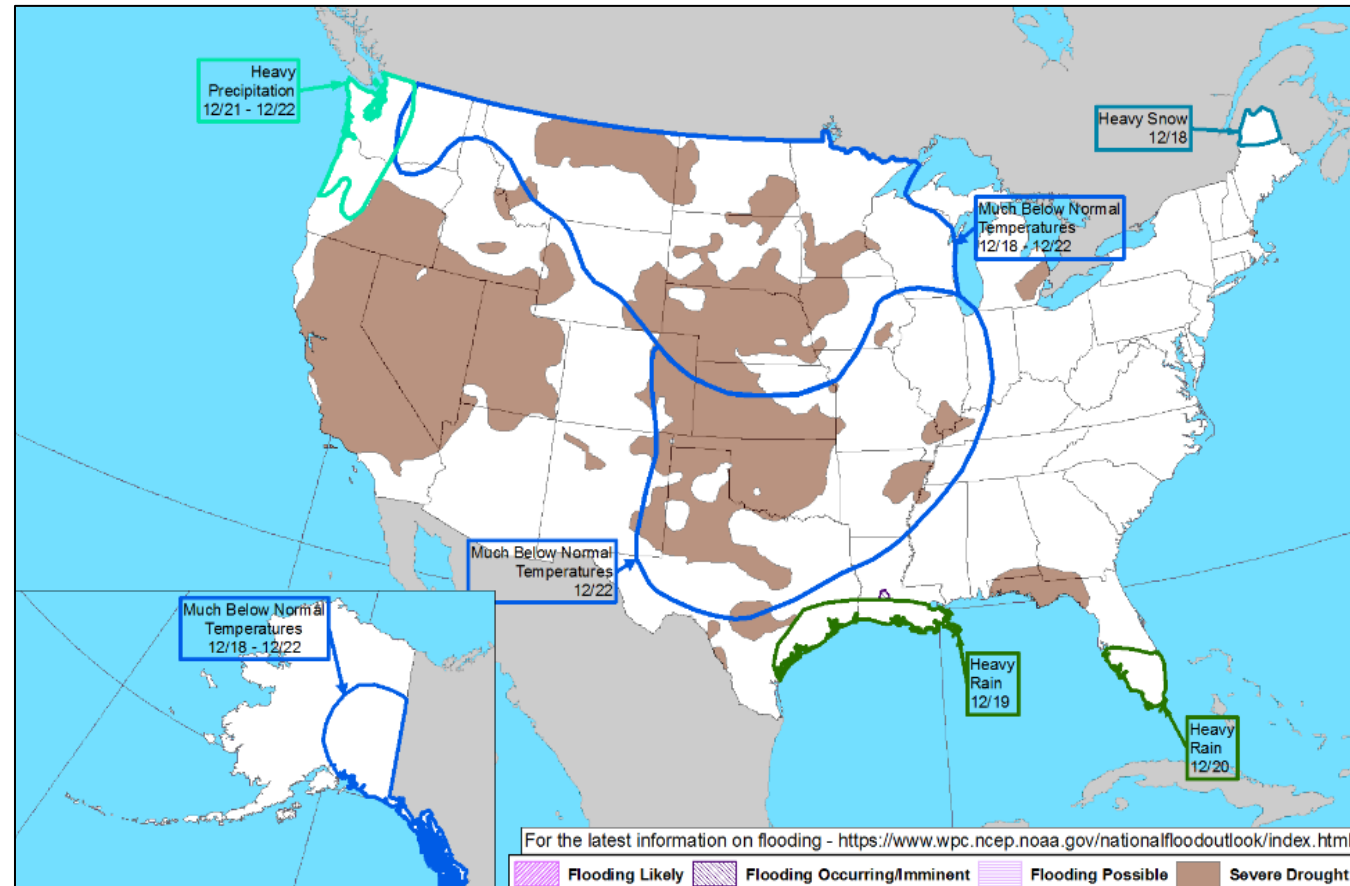 Heavy
Precipitation
12/21 - 12/22
Heavy Snow
12/18
Much Below Normal
Temperatures
12/18 - 12/22
Much Below Normal
Temperatures
12/22
Much Below Normal
Temperatures
12/18 - 12/22
Heavy
Rain
12/19
Heavy
Rain
12/20
For the latest information on flooding - https://www.wpc.ncep.noaa.gov/nationalfloodoutlook/index.html
Flooding Likely Flooding Occurring/Imminent Flooding Possible Severe Drought